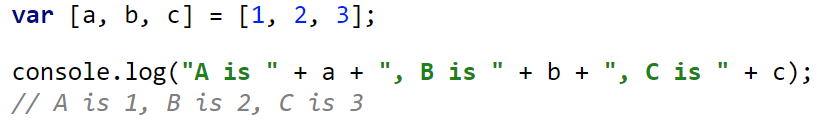 var [a, b, c] = [1, 2, 3];
console.log("A is " + a + ", B is " + b + ", C is " + c);
// A is 1, B is 2, C is 3